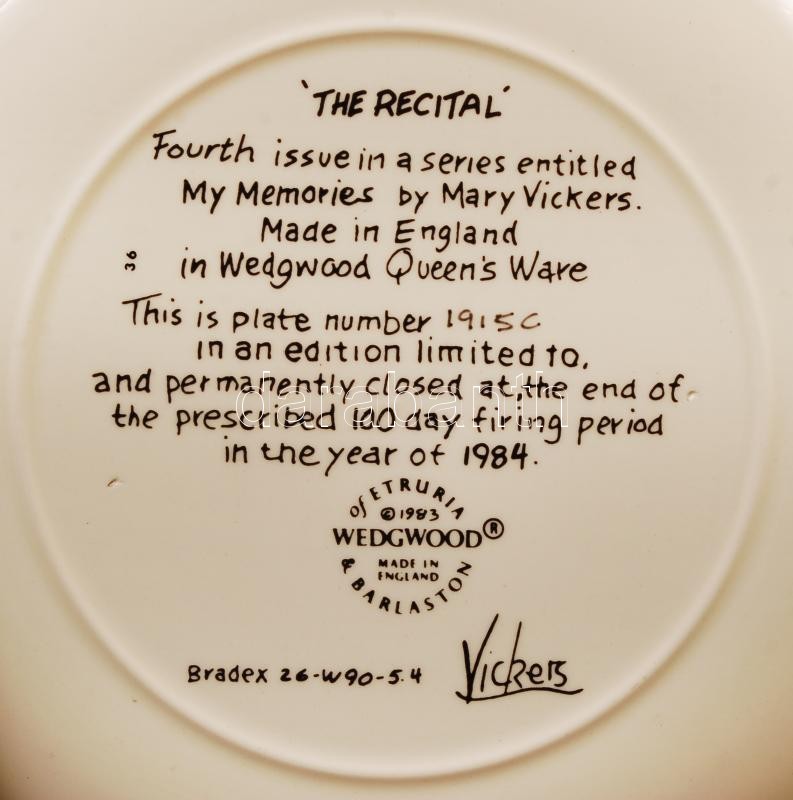 'THE RECITAL'
Fourth issue in a series entitled
My Memories by Mary Vickers.
Made in England
36
in Wedgwood Queen's Ware
This is plate number 1915C
in an edition limited to,
and permanently closed at, the end of
the prescribed 100 day firing period
in the year of 1984.
darabanth
of ETRURIA
©1983
WEDGWOOD®
MADE IN
ENGLAND
& BARLASTON
Bradex 26-W90-5.4
Vickers